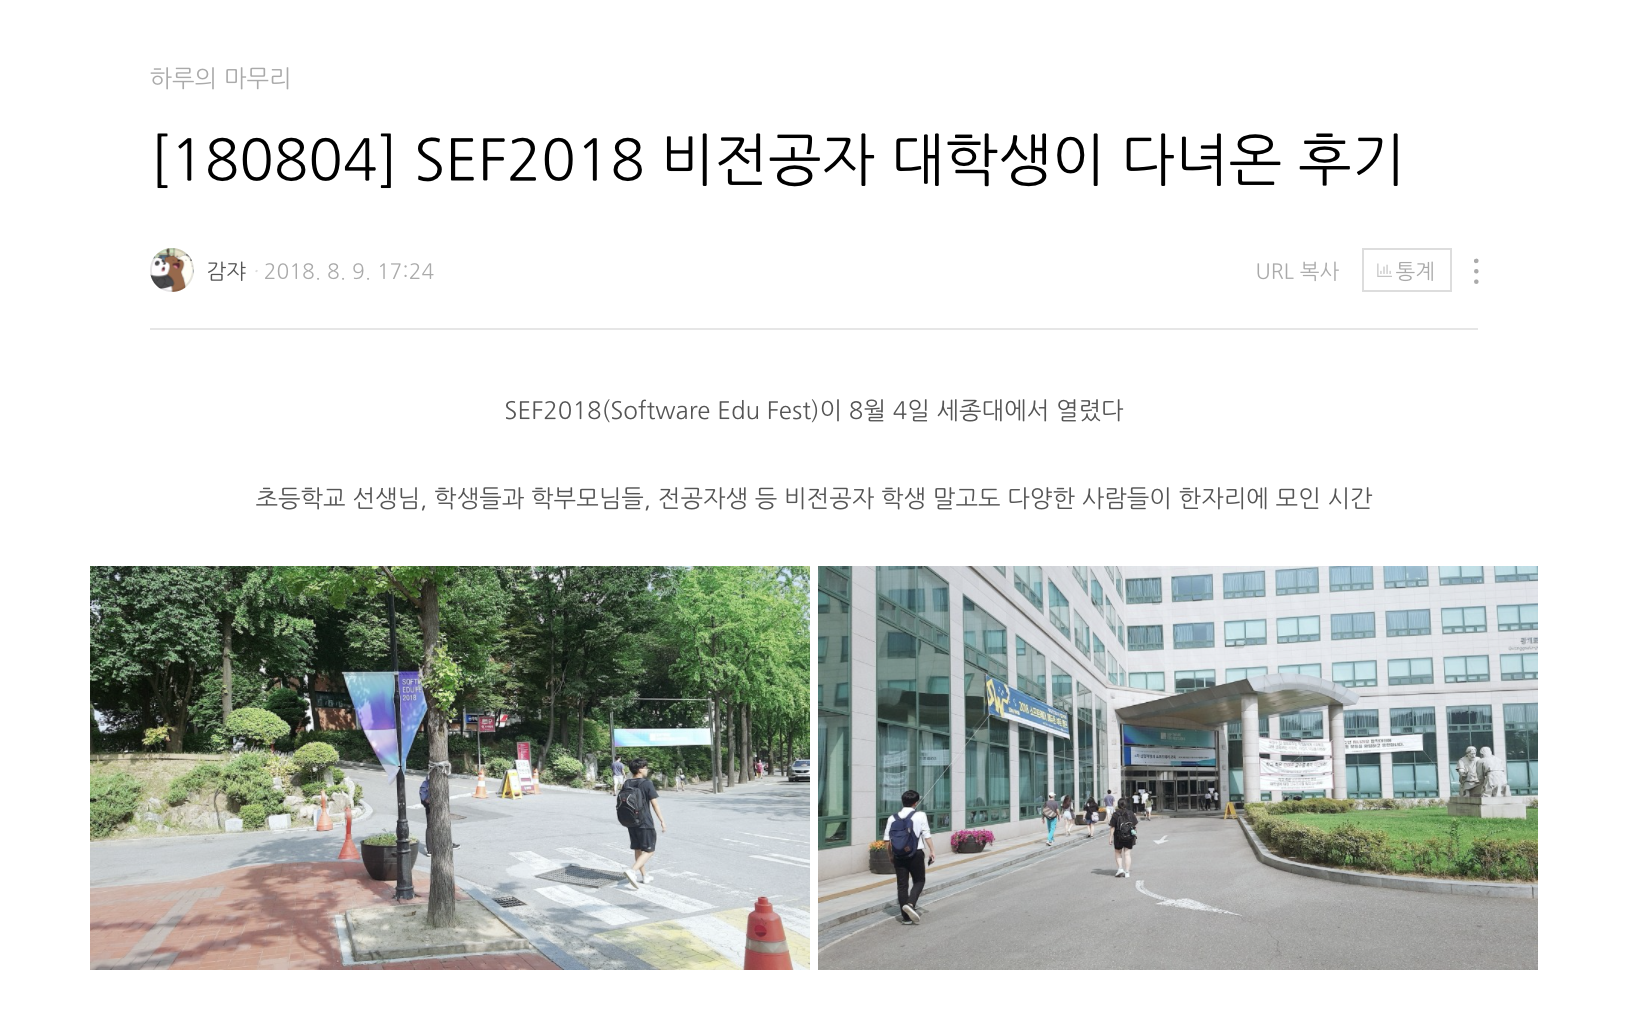 하루의 마무리
[180804] SEF2018 비전공자 대학생이 다녀온 후기
감쟈 · 2018. 8. 9. 17:24
URL 복사
통계
SEF2018(Software Edu Fest)이 8월 4일 세종대에서 열렸다
초등학교 선생님, 학생들과 학부모님들, 전공자생 등 비전공자 학생 말고도 다양한 사람들이 한자리에 모인 시간
2018